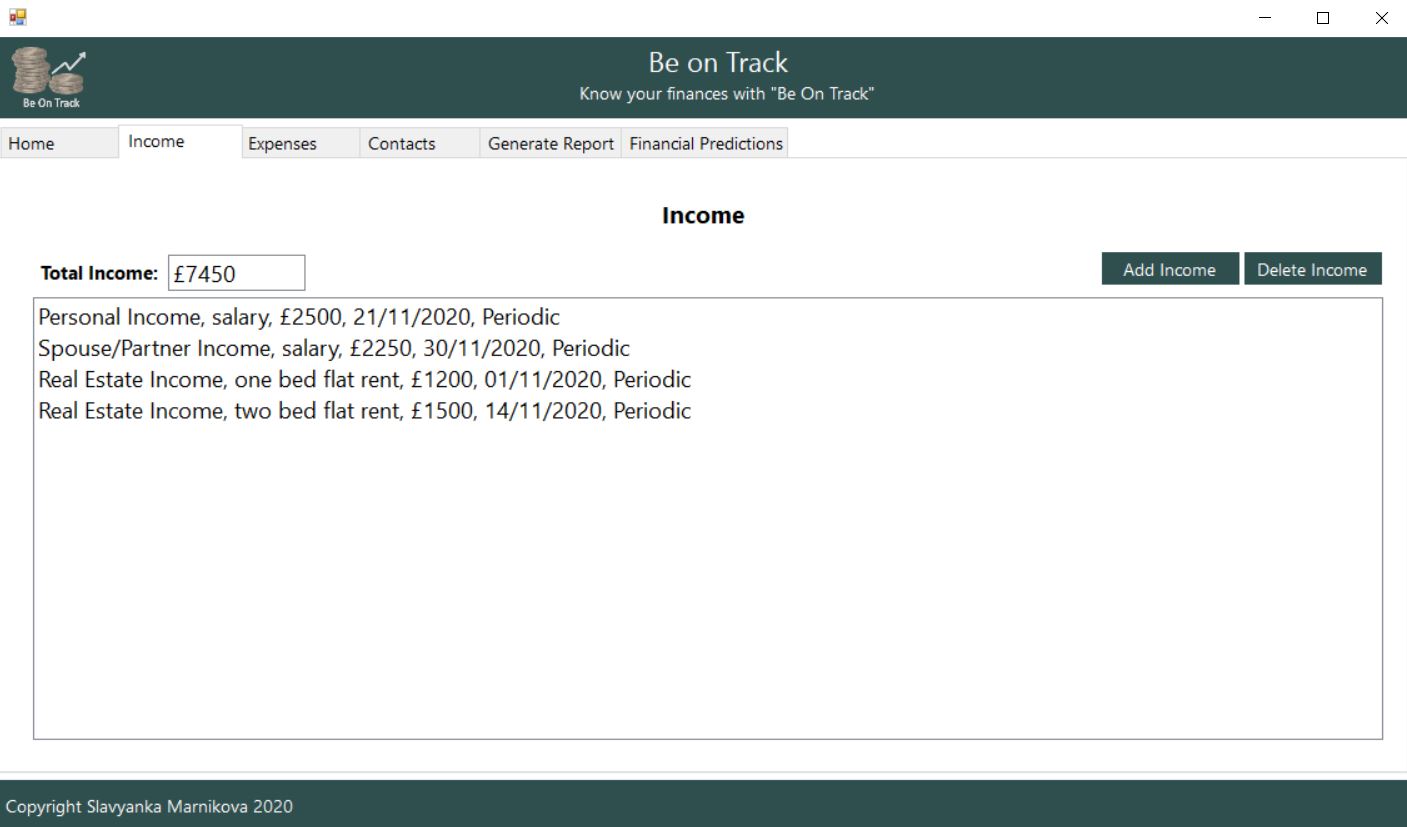 Be On Track
Be on Track
Know your finances with "Be On Track"
Home
Income
Expenses
Contacts
Generate Report
Financial Predictions
Income
Total Income:
£7450
Add Income
Delete Income
Personal Income, salary, £2500, 21/11/2020, Periodic
Spouse/Partner Income, salary, £2250, 30/11/2020, Periodic
Real Estate Income, one bed flat rent, £1200, 01/11/2020, Periodic
Real Estate Income, two bed flat rent, £1500, 14/11/2020, Periodic
Copyright Slavyanka Marnikova 2020